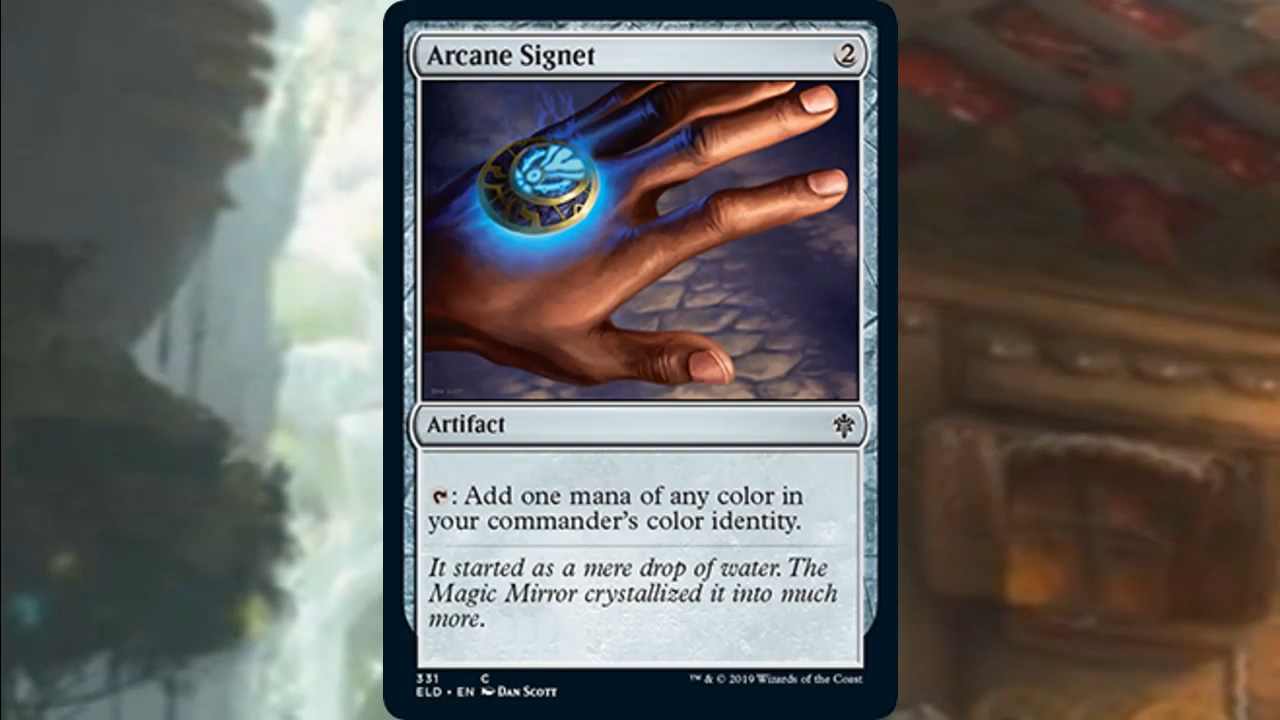 Arcane Signet 2
Artifact
: Add one mana of any color in
your commander's color identity.
It started as a mere drop of water. The
Magic Mirror crystallized it into much
more.
331 C
ELD • EN Dan Scott
™ & © 2019 Wizards of the Coast